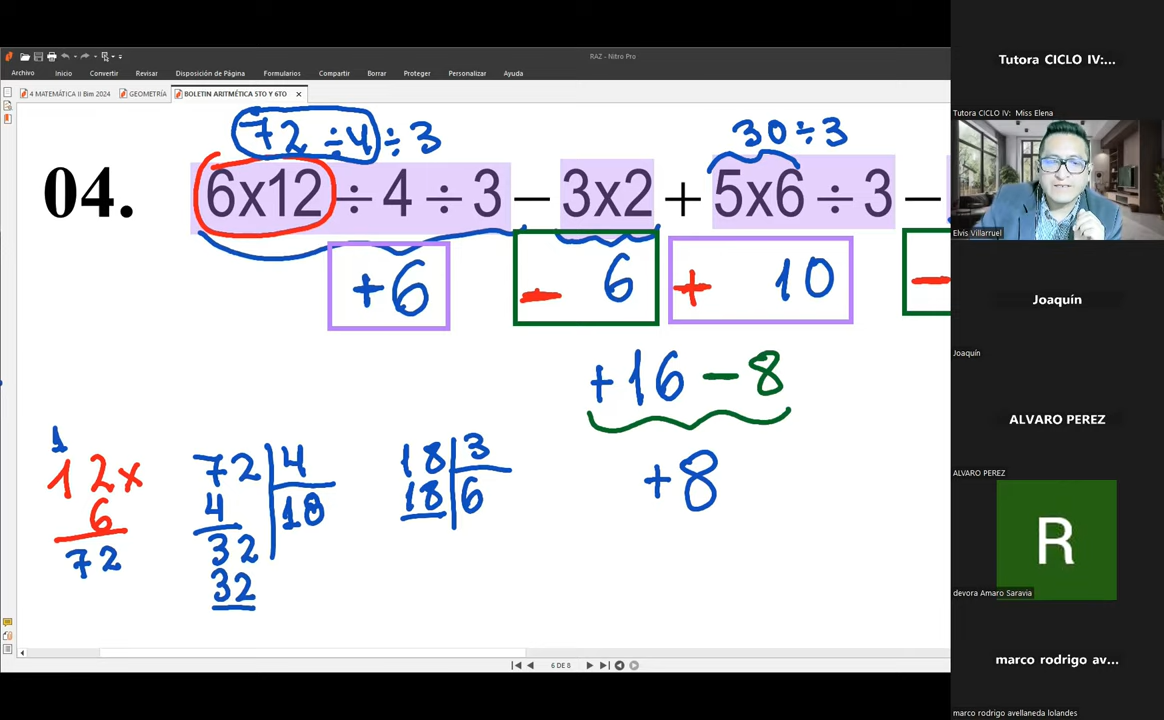 RAZ - Nitro Pro
Archivo Inicio Convertir Revisar Disposición de Página Formularios Compartir Borrar Proteger Personalizar Ayuda
4 MATEMÁTICA II Bim 2024 GEOMETRÍA BOLETIN ARITMÉTICA 5TO Y 6TO
72 ÷ 4 ÷ 3 30 ÷ 3
04. 6x12 ÷ 4 ÷ 3 – 3x2 + 5x6 ÷ 3 –
+6 – 6 + 10 –
+16 – 8
+8
1
12x
6
72
72 4
4 18
32
32
18 3
18 6
6 DE 8
Tutora CICLO IV:...
Tutora CICLO IV: Miss Elena
Elvis Villarruel
Joaquín
Joaquín
ALVARO PEREZ
ALVARO PEREZ
R
devora Amaro Saravia
marco rodrigo av...
marco rodrigo avellaneda lolandes